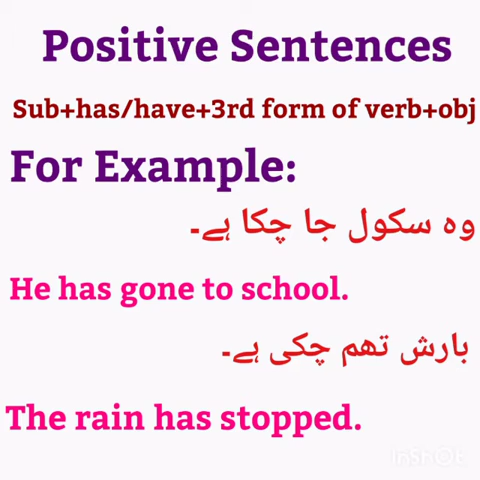 Positive Sentences
Sub+has/have+3rd form of verb+obj
For Example:
وہ سکول جا چکا ہے۔
He has gone to school.
بارش تھم چکی ہے۔
The rain has stopped.
InShOt